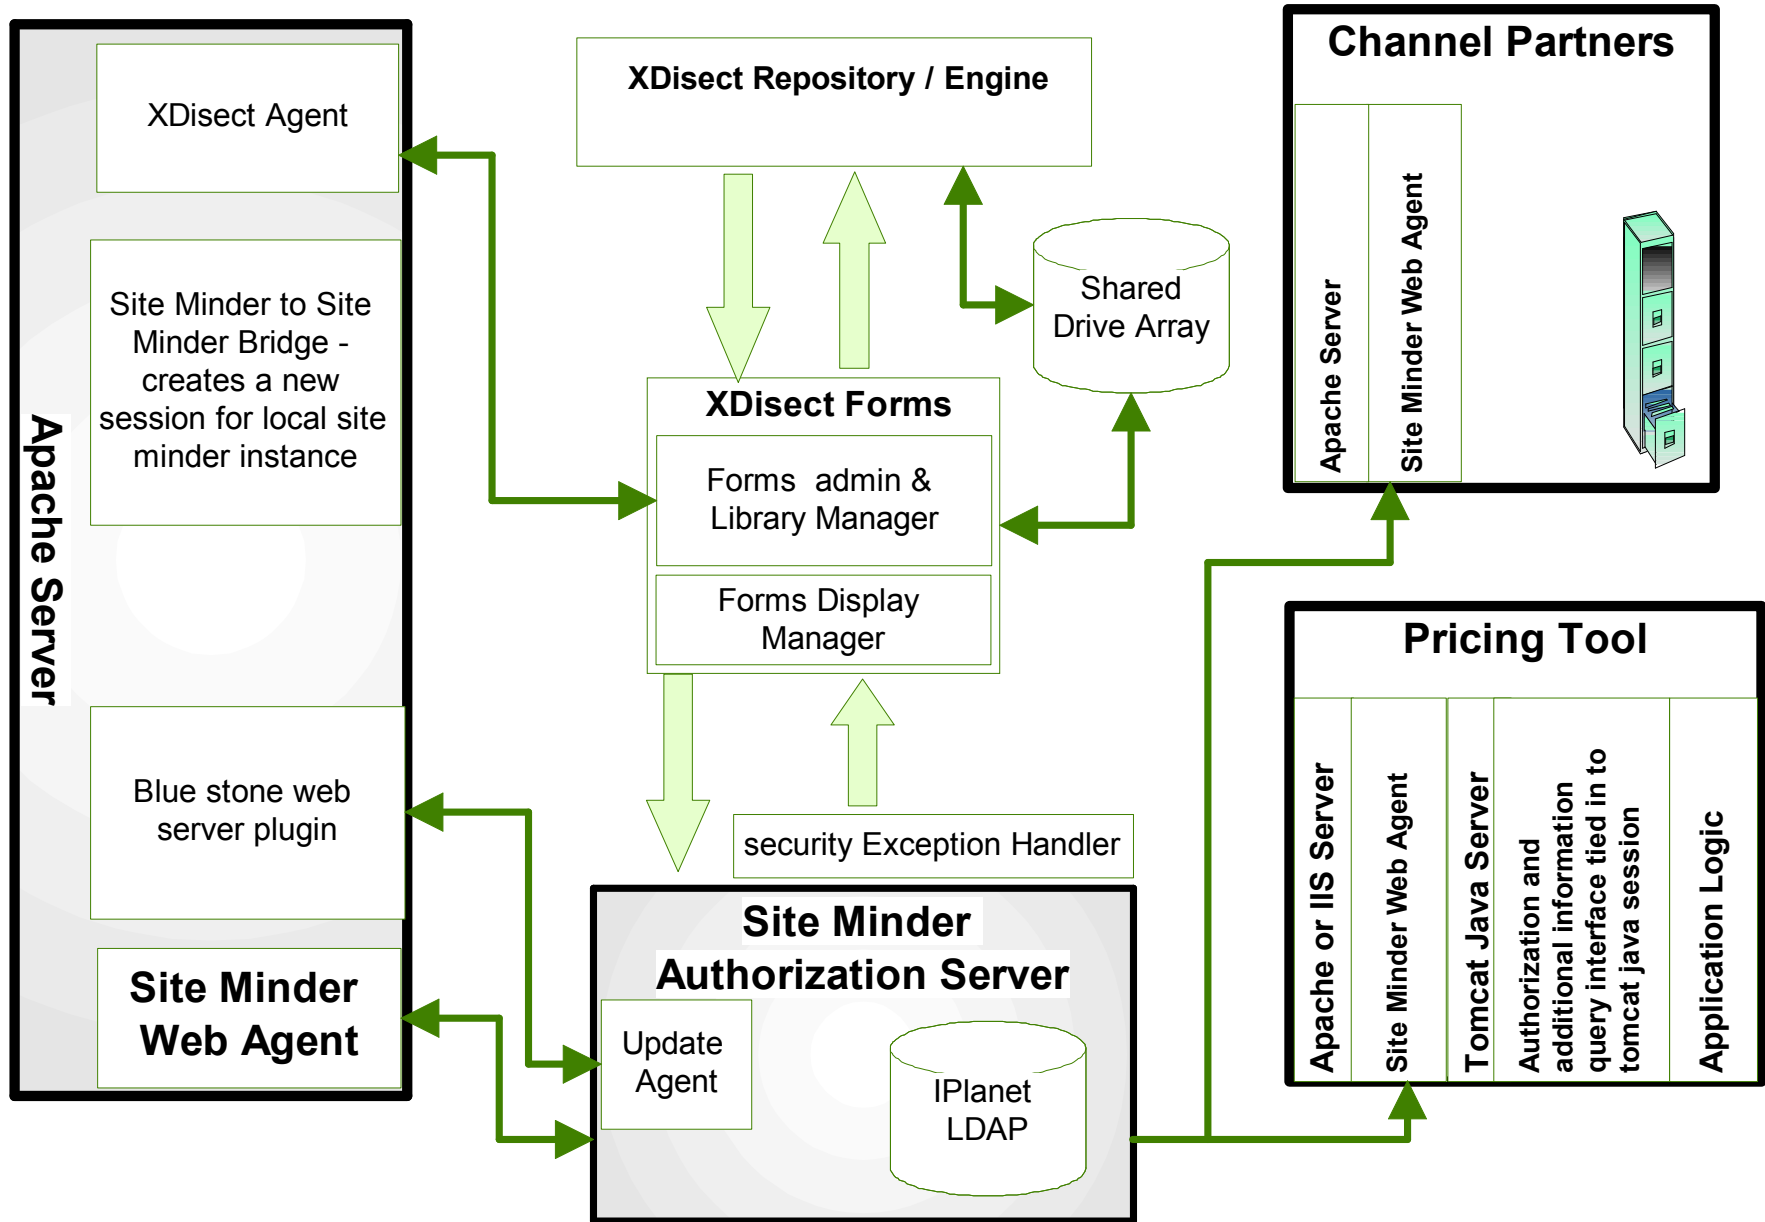 Apache Server
XDisect Agent
Site Minder to Site
Minder Bridge -
creates a new
session for local site
minder instance
Blue stone web
server plugin
Site Minder
Web Agent
XDisect Repository / Engine
Shared
Drive Array
XDisect Forms
Forms admin &
Library Manager
Forms Display
Manager
security Exception Handler
Site Minder
Authorization Server
Update
Agent
IPlanet
LDAP
Channel Partners
Apache Server
Site Minder Web Agent
Pricing Tool
Apache or IIS Server
Site Minder Web Agent
Tomcat Java Server
Authorization and
additional information
query interface tied in to
tomcat java session
Application Logic